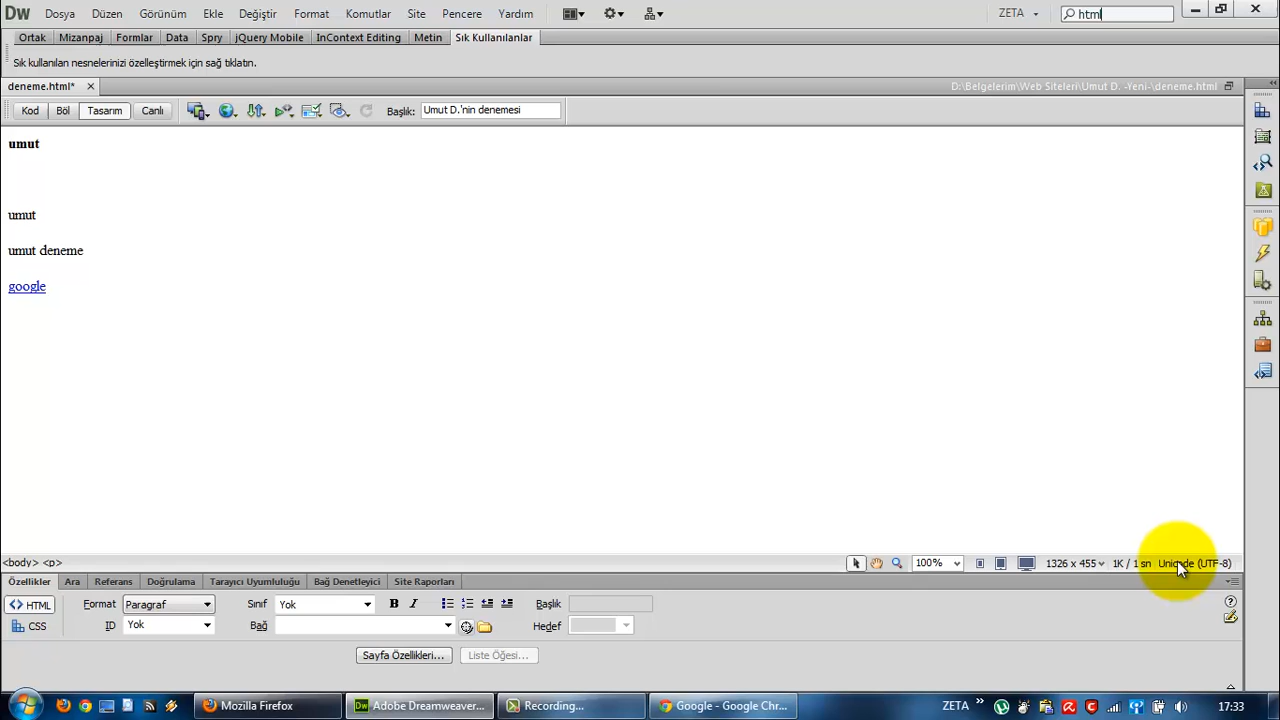 Dw Dosya Düzen Görünüm Ekle Değiştir Format Komutlar Site Pencere Yardım ZETA html
Ortak Mizanpaj Formlar Data Spry jQuery Mobile InContext Editing Metin Sık Kullanılanlar
Sık kullanılan nesnelerinizi özelleştirmek için sağ tıklatın.
deneme.html* D:\Belgelerim\Web Siteleri\Umut D. -Yeni-\deneme.html
Kod Böl Tasarım Canlı Başlık: Umut D.'nin denemesi
umut
umut
umut deneme
google
<body> <p> 100% 1326 x 455 1K / 1 sn Unicode (UTF-8)
Özellikler Ara Referans Doğrulama Tarayıcı Uyumluluğu Bağ Denetleyici Site Raporları
<> HTML Format Paragraf Sınıf Yok B I Başlık
CSS ID Yok Bağ Hedef
Sayfa Özellikleri... Liste Öğesi...
Mozilla Firefox Dw Adobe Dreamweaver... Recording... Google - Google Chr... ZETA » 17:33